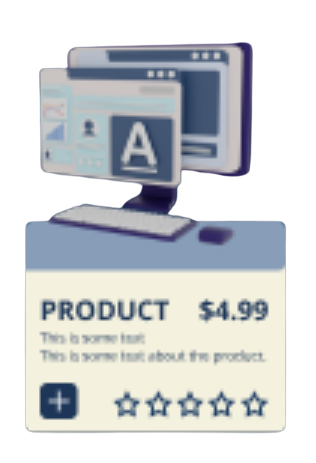 A
PRODUCT $4.99
This is some text
This is some text about the product.